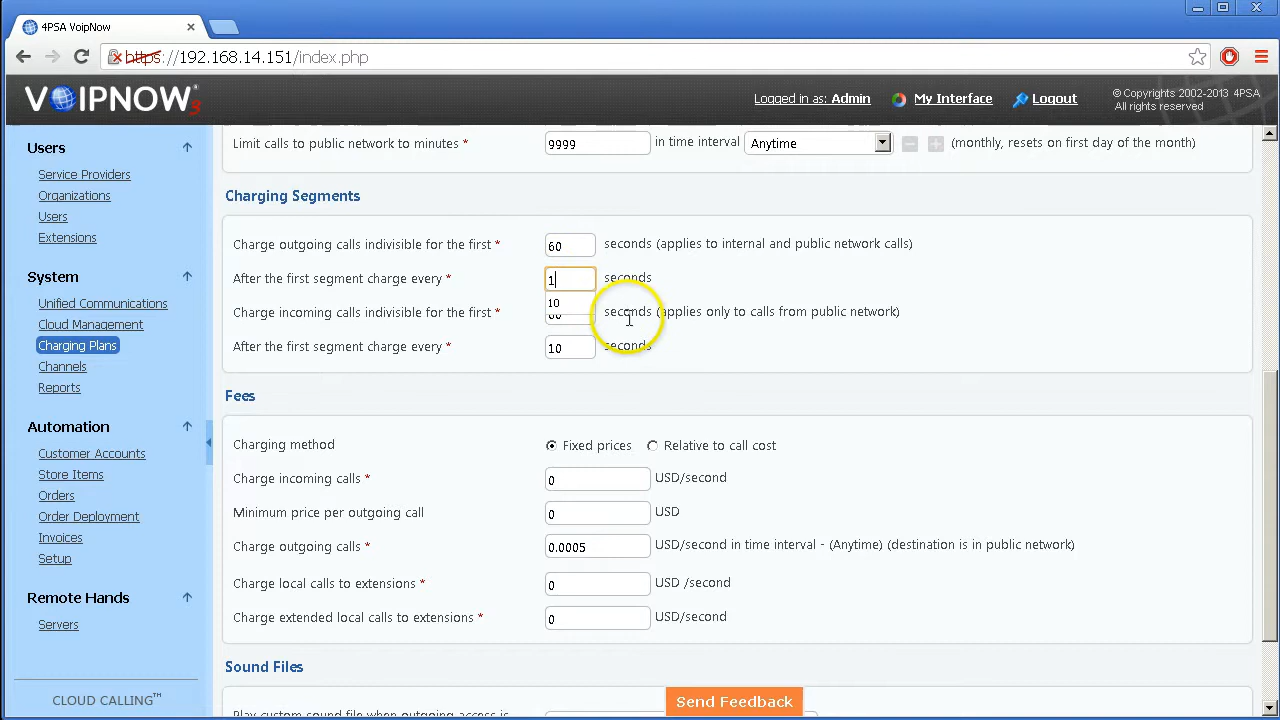 4PSA VoipNow
https://192.168.14.151/index.php
VOIPNOW 3
Logged in as: Admin
My Interface
Logout
© Copyrights 2002-2013 4PSA.
All rights reserved
Users
Service Providers
Organizations
Users
Extensions
System
Unified Communications
Cloud Management
Charging Plans
Channels
Reports
Automation
Customer Accounts
Store Items
Orders
Order Deployment
Invoices
Setup
Remote Hands
Servers
CLOUD CALLING™
Limit calls to public network to minutes * 9999 in time interval Anytime (monthly, resets on first day of the month)
Charging Segments
Charge outgoing calls indivisible for the first * 60 seconds (applies to internal and public network calls)
After the first segment charge every * 1 seconds
10
Charge incoming calls indivisible for the first * seconds (applies only to calls from public network)
After the first segment charge every * 10 seconds
Fees
Charging method Fixed prices Relative to call cost
Charge incoming calls * 0 USD/second
Minimum price per outgoing call 0 USD
Charge outgoing calls * 0.0005 USD/second in time interval - (Anytime) (destination is in public network)
Charge local calls to extensions * 0 USD /second
Charge extended local calls to extensions * 0 USD/second
Sound Files
Play custom sound file when outgoing access is
Send Feedback